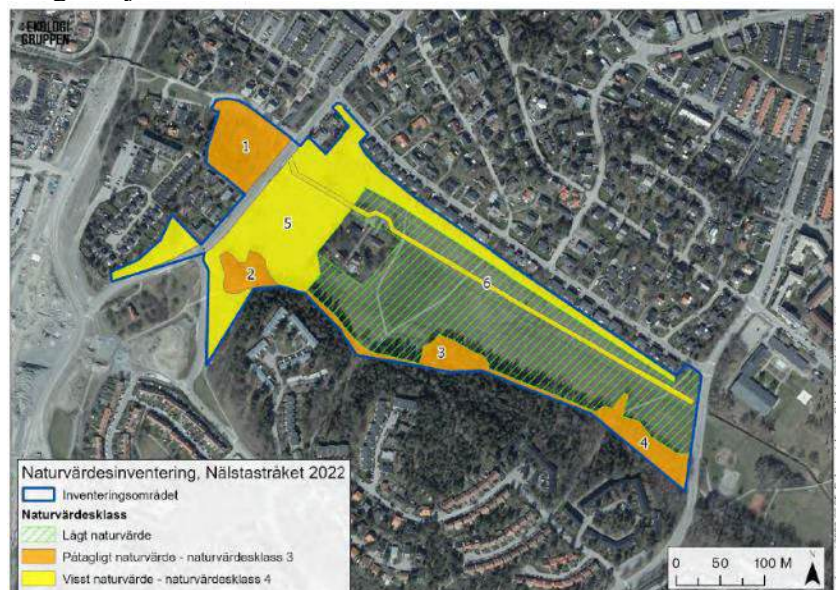 EKOLOGI
GRUPPEN
1
5
2
6
3
4
Naturvärdesinventering, Nälstastråket 2022
Inventeringsområdet
Naturvärdesklass
Lågt naturvärde
Påtagligt naturvärde - naturvärdesklass 3
Visst naturvärde - naturvärdesklass 4
0 50 100 M
N